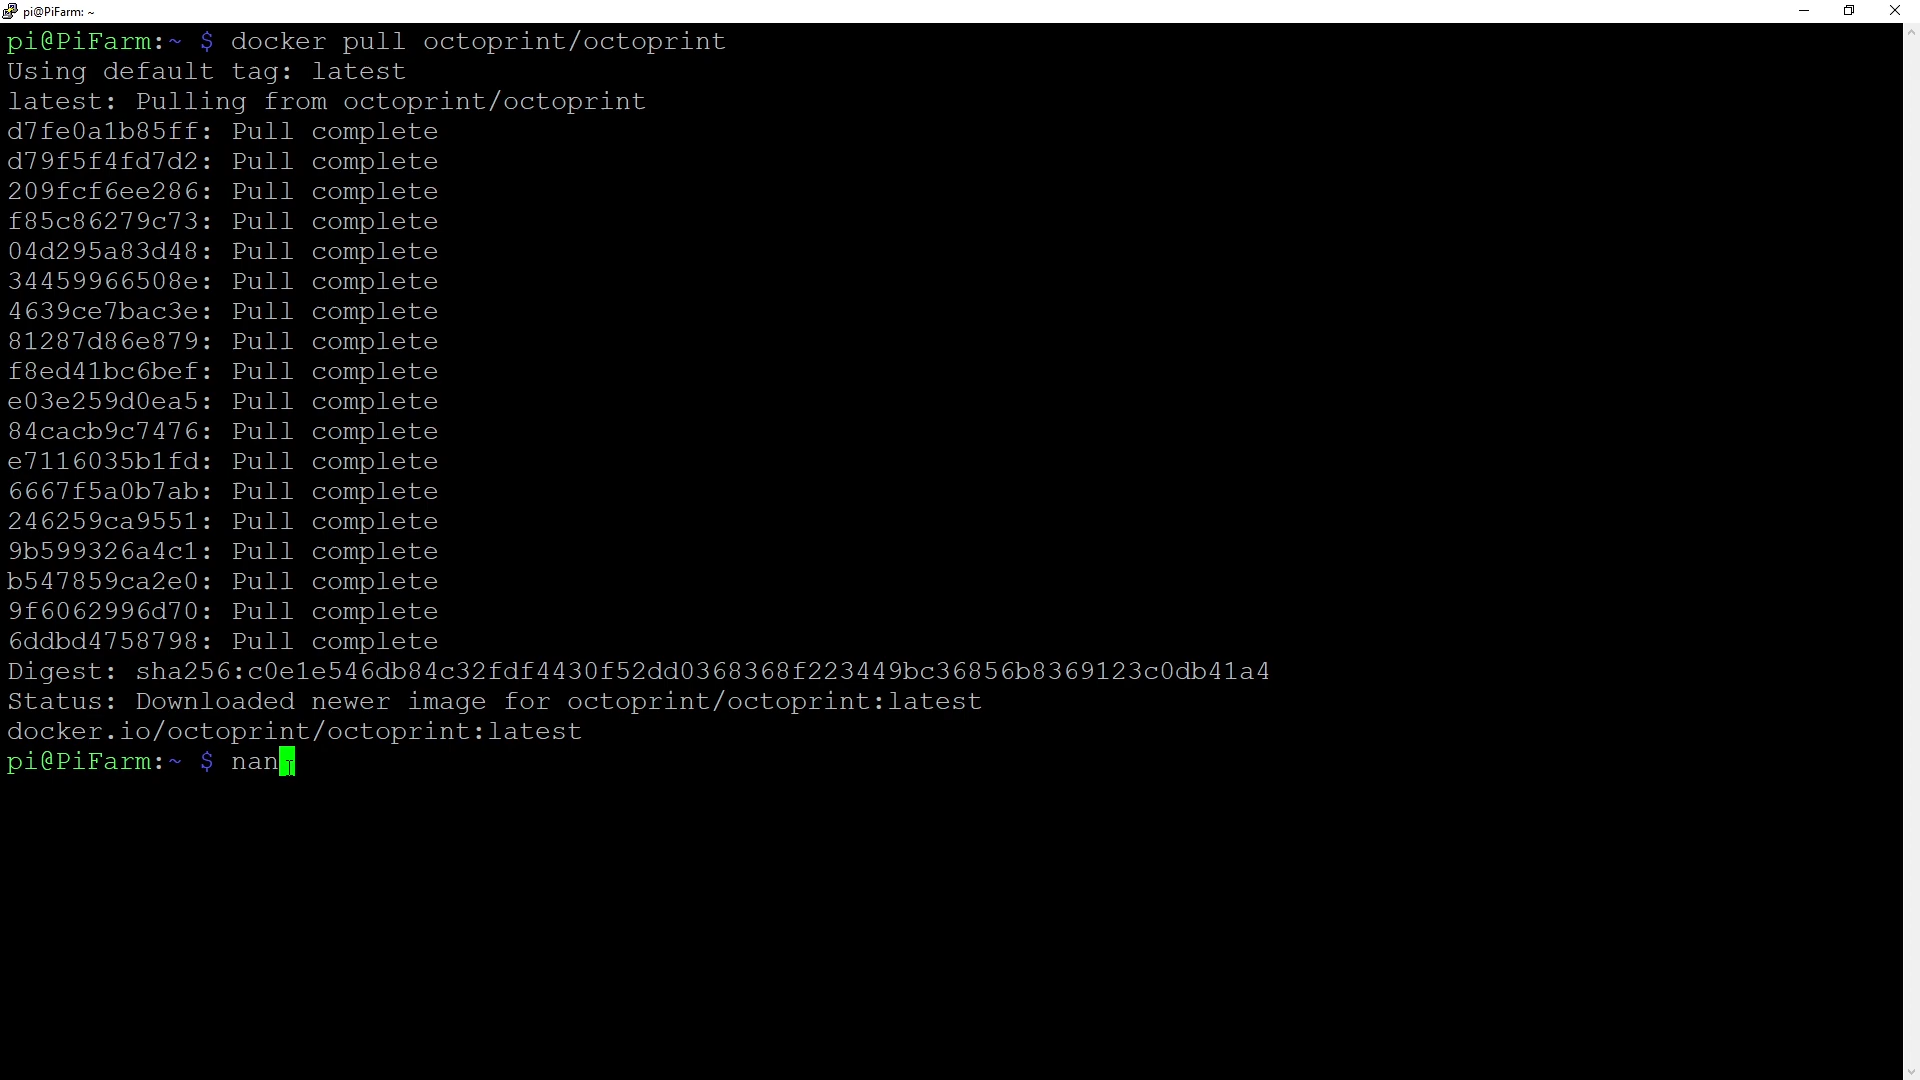 pi@PiFarm: ~
pi@PiFarm:~ $ docker pull octoprint/octoprint
Using default tag: latest
latest: Pulling from octoprint/octoprint
d7fe0a1b85ff: Pull complete
d79f5f4fd7d2: Pull complete
209fcf6ee286: Pull complete
f85c86279c73: Pull complete
04d295a83d48: Pull complete
34459966508e: Pull complete
4639ce7bac3e: Pull complete
81287d86e879: Pull complete
f8ed41bc6bef: Pull complete
e03e259d0ea5: Pull complete
84cacb9c7476: Pull complete
e7116035b1fd: Pull complete
6667f5a0b7ab: Pull complete
246259ca9551: Pull complete
9b599326a4c1: Pull complete
b547859ca2e0: Pull complete
9f6062996d70: Pull complete
6ddbd4758798: Pull complete
Digest: sha256:c0e1e546db84c32fdf4430f52dd0368368f223449bc36856b8369123c0db41a4
Status: Downloaded newer image for octoprint/octoprint:latest
docker.io/octoprint/octoprint:latest
pi@PiFarm:~ $ nan